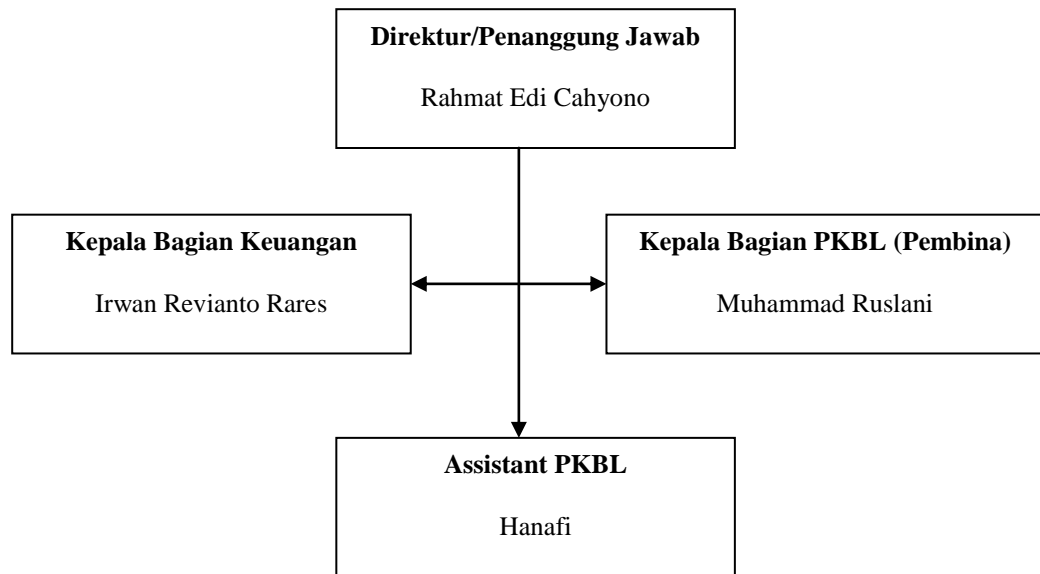 Direktur/Penanggung Jawab
Rahmat Edi Cahyono
Kepala Bagian Keuangan
Irwan Revianto Rares
Kepala Bagian PKBL (Pembina)
Muhammad Ruslani
Assistant PKBL
Hanafi